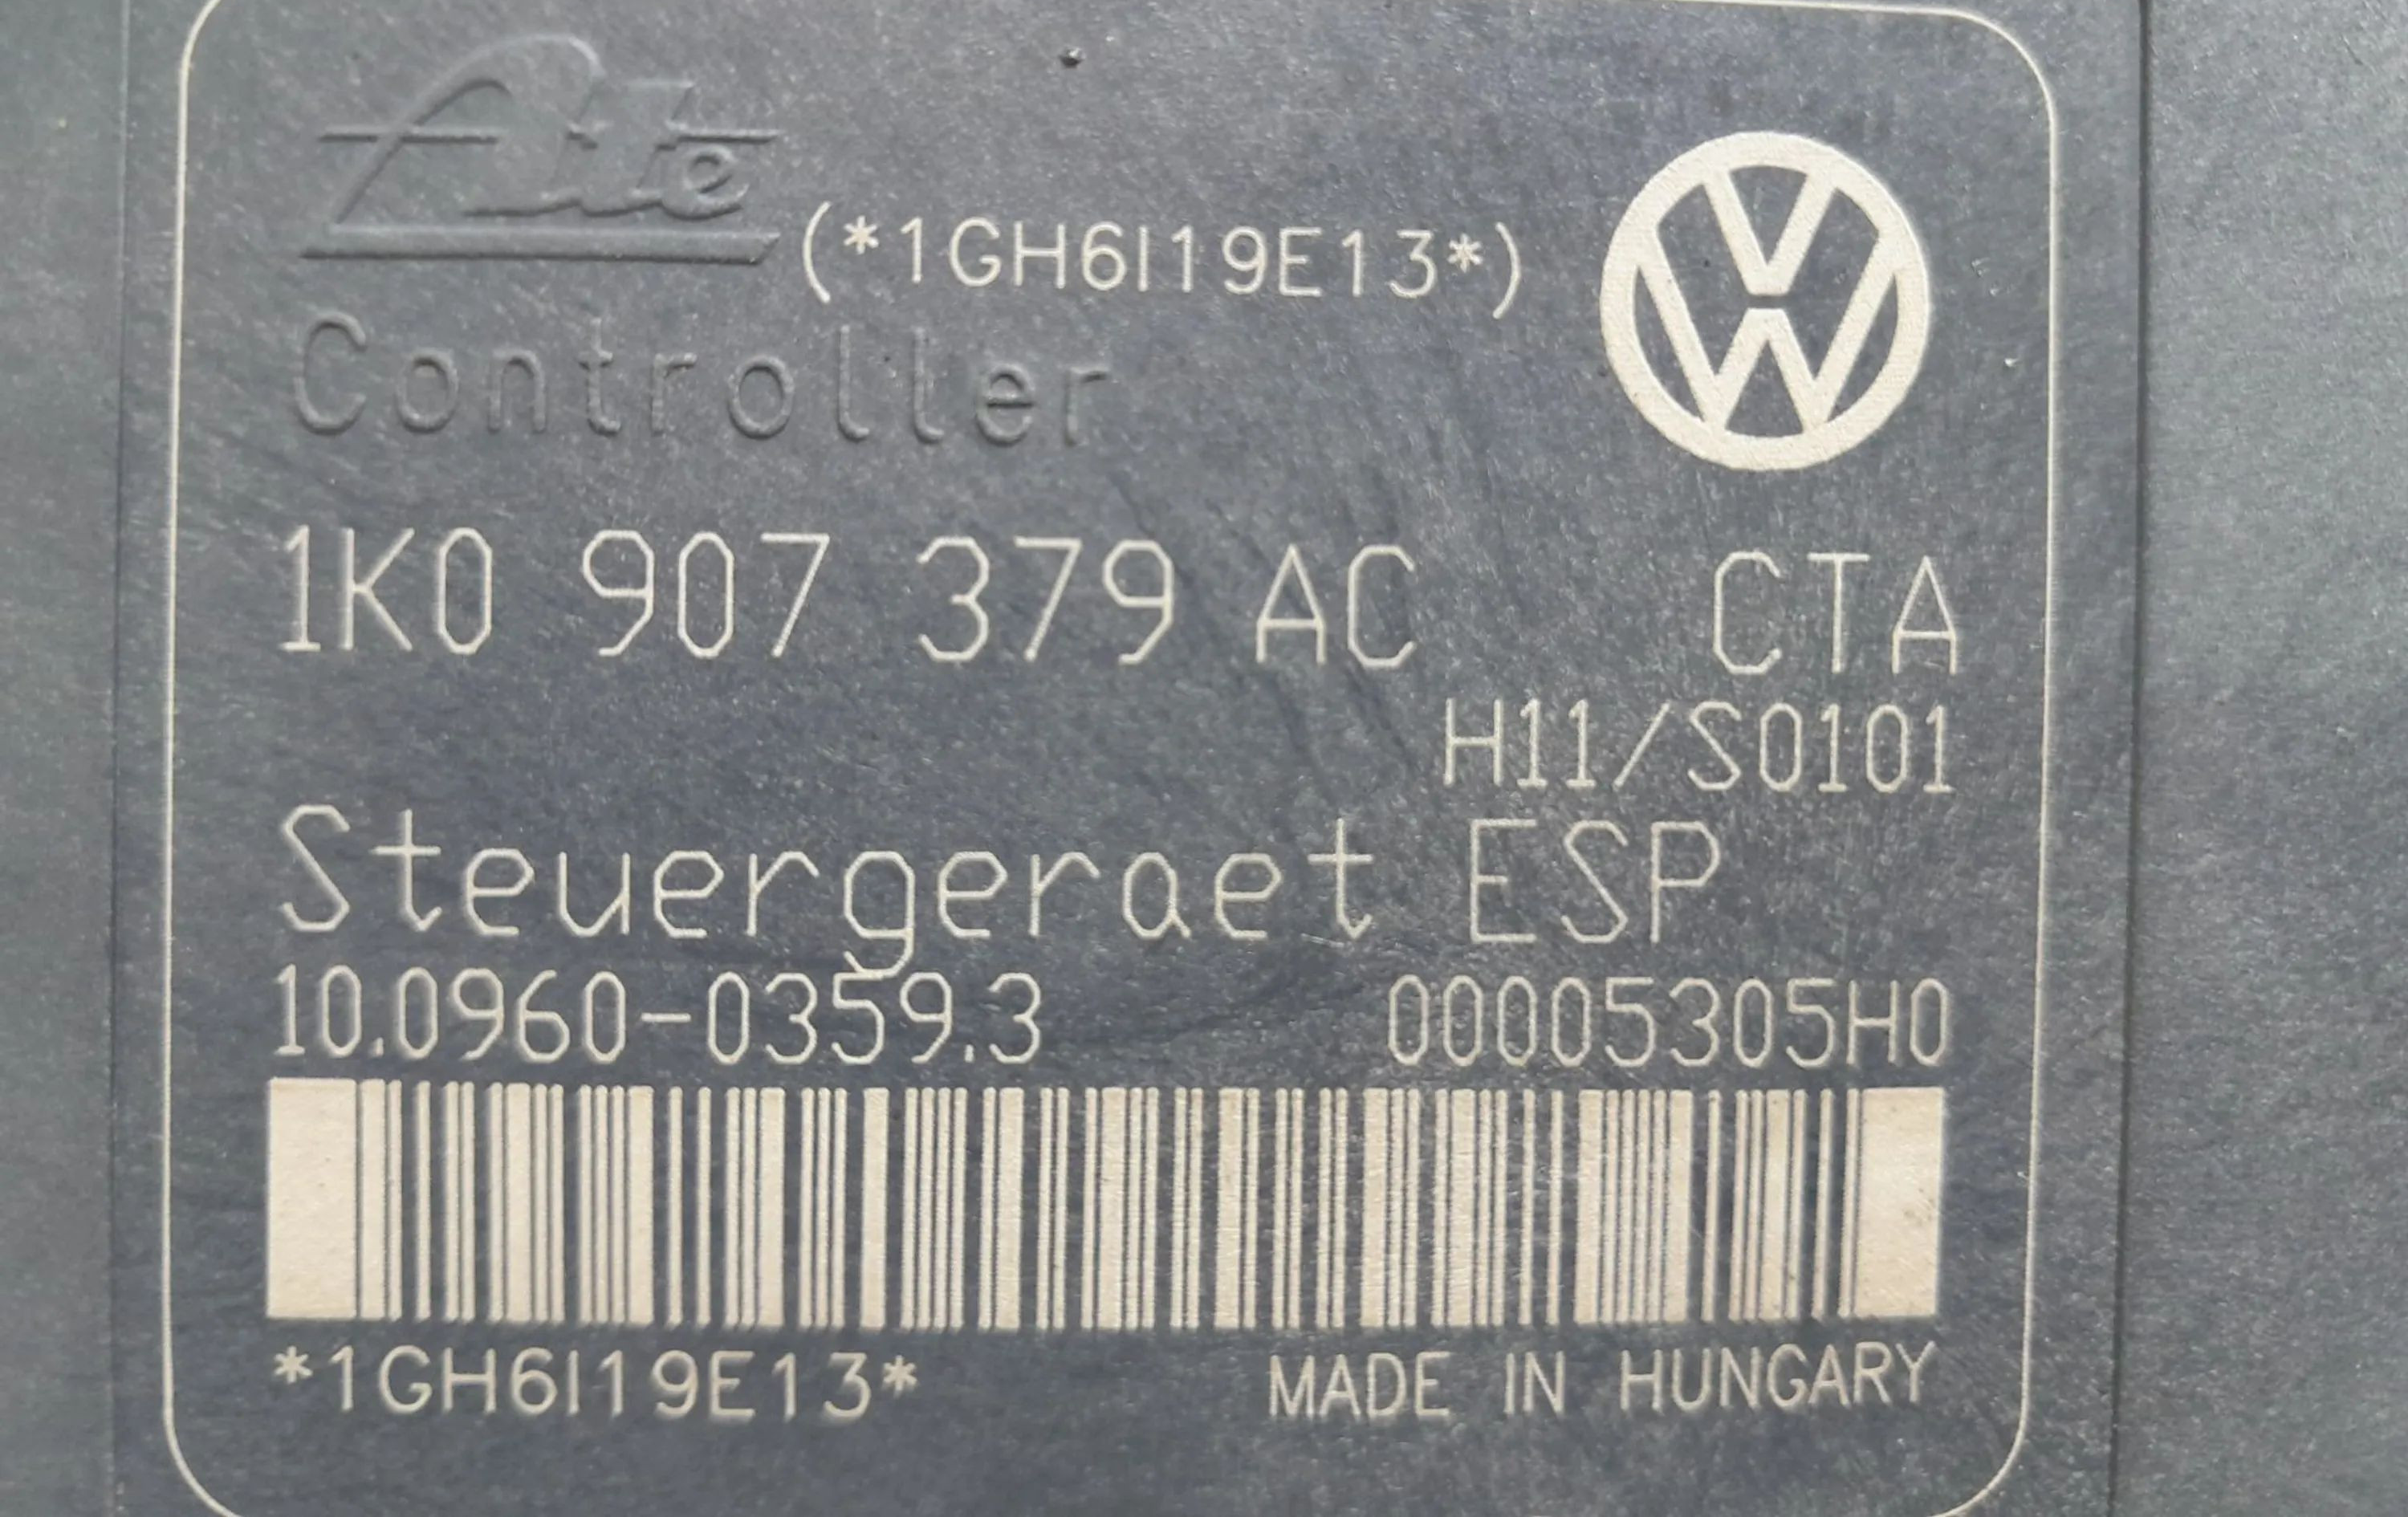 Ate
(*1GH6I19E13*)
Controller
1K0 907 379 AC CTA
H11/S0101
Steuergeraet ESP
10.0960-0359.3 00005305H0
*1GH6I19E13* MADE IN HUNGARY